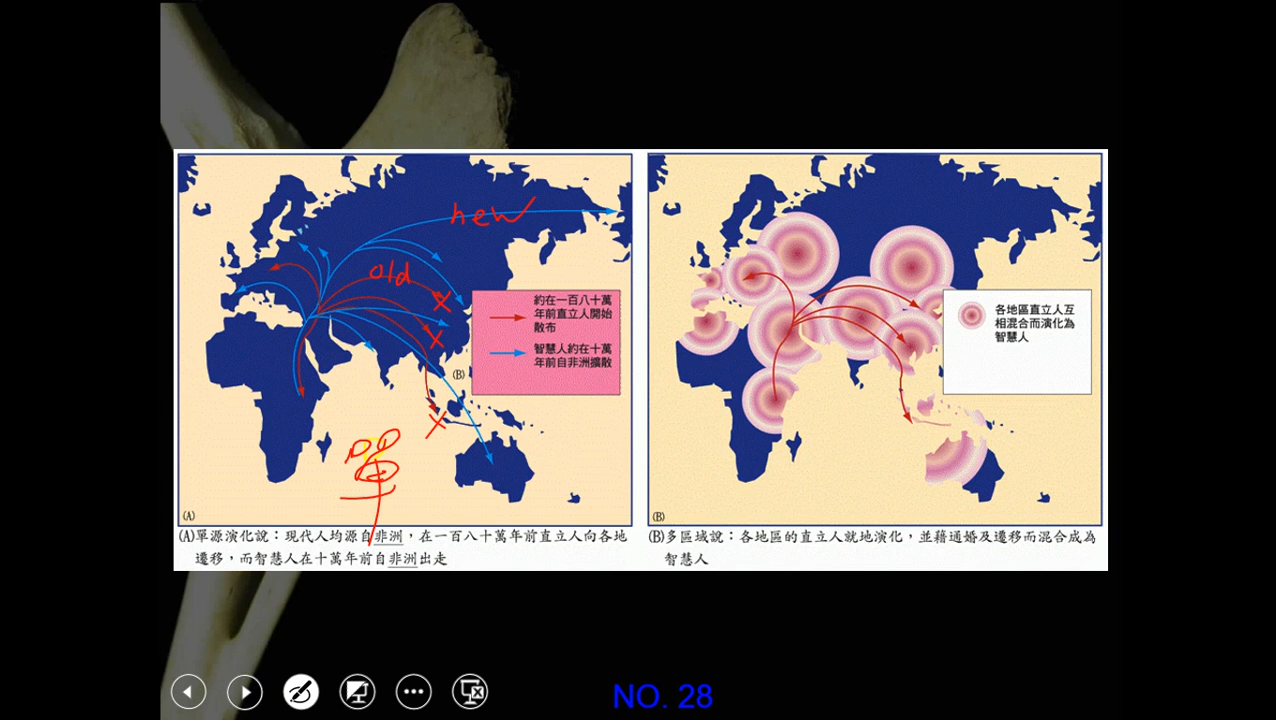 new
old
約在一百八十萬
年前直立人開始
散布
智慧人約在十萬
年前自非洲擴散
(B)
單
(A)
(A)單源演化說：現代人均源自非洲，在一百八十萬年前直立人向各地
遷移，而智慧人在十萬年前自非洲出走
各地區直立人互
相混合而演化為
智慧人
(B)
(B)多區域說：各地區的直立人就地演化，並藉通婚及遷移而混合成為
智慧人
NO. 28